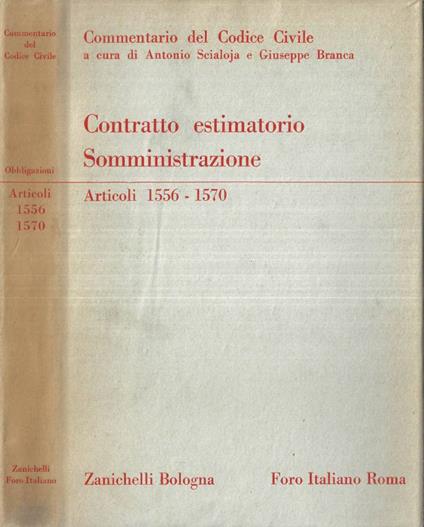 Commentario
del
Codice Civile
Obbligazioni
Articoli
1556
1570
Zanichelli
Foro Italiano
Commentario del Codice Civile
a cura di Antonio Scialoja e Giuseppe Branca
Contratto estimatorio
Somministrazione
Articoli 1556 - 1570
Zanichelli Bologna Foro Italiano Roma